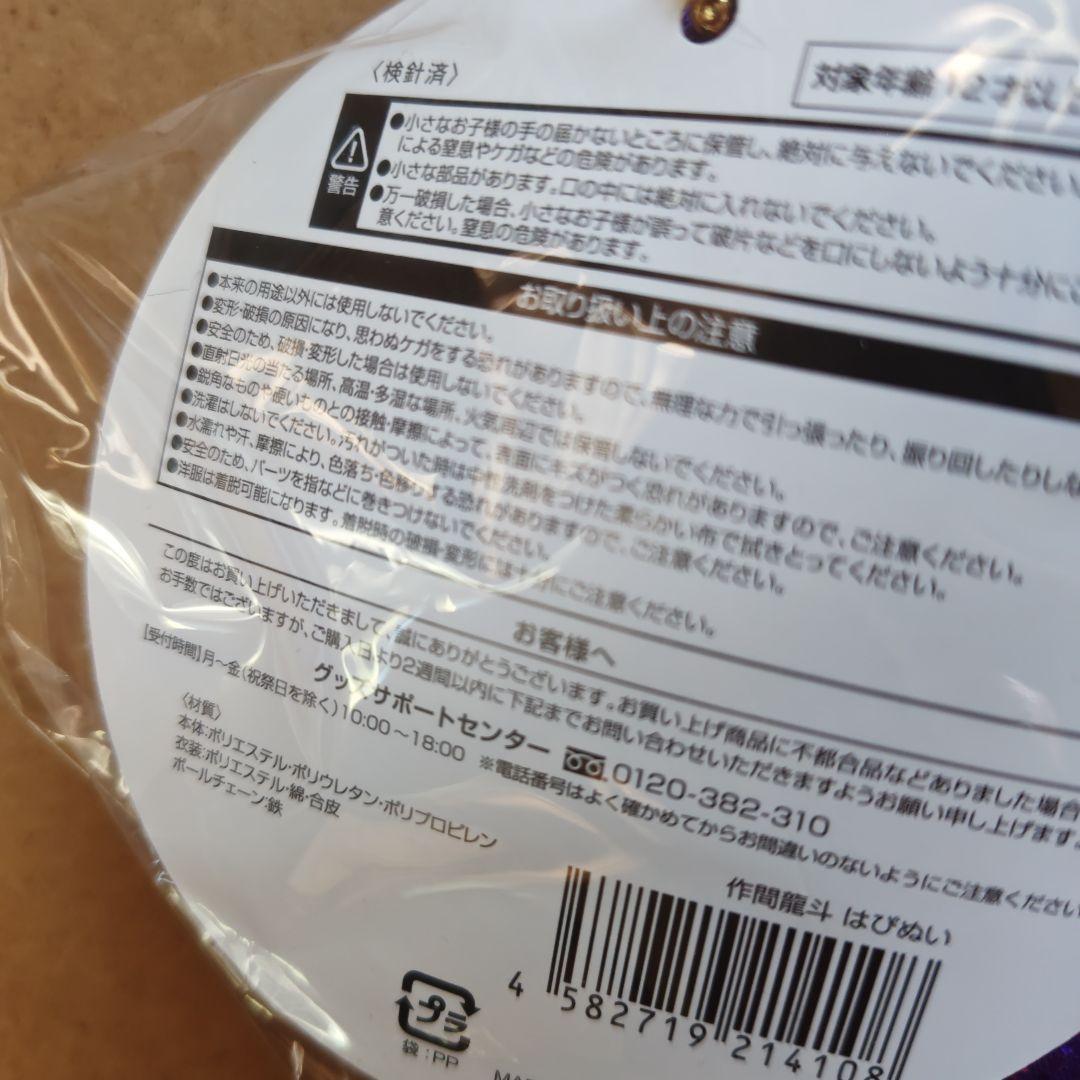 〈検針済〉
対象年齢 12才以上
警告
●小さなお子様の手の届かないところに保管し、絶対に与えないでください。
による窒息やケガなどの危険があります。
●小さな部品があります。口の中には絶対に入れないでください。
●万一破損した場合、小さなお子様が誤って破片などを口にしないよう十分にご
意ください。窒息の危険があります。
お取り扱い上の注意
●本来の用途以外には使用しないでください。
●変形・破損の原因になり、思わぬケガをする恐れがありますので、無理な力で引っ張ったり、振り回したりしな
●安全のため、破損・変形した場合は使用しないでください。
●直射日光の当たる場所、高温・多湿な場所、火気周辺では保管しないでください。
●鋭角なものや硬いものとの接触・摩擦によって、表面にキズがつく恐れがありますので、ご注意ください。
●洗濯はしないでください。汚れがついた時は中性洗剤をつけた柔らかい布で拭きとってください。
●水濡れや汗、摩擦により、色落ち・色移りする恐れがありますので、ご注意ください。
●安全のため、パーツを指などに巻きつけないでください。
●洋服は着脱可能になります。着脱時の破損・変形には十分にご注意ください。
お客様へ
この度はお買い上げいただきまして、誠にありがとうございます。お買い上げ商品に不都合品などありました場合
お手数ではございますが、ご購入日より2週間以内に下記までお問い合わせいただきますようお願い申し上げます。
グッズサポートセンター 0120-382-310
【受付時間】月～金(祝祭日を除く)10:00～18:00 ※電話番号はよく確かめてからお間違いのないようにご注意ください
〈材質〉
本体:ポリエステル・ポリウレタン・ポリプロピレン
衣装:ポリエステル・綿・合皮
ボールチェーン:鉄
作間龍斗 はぴぬい
4 582719 214108
プラ
袋:PP